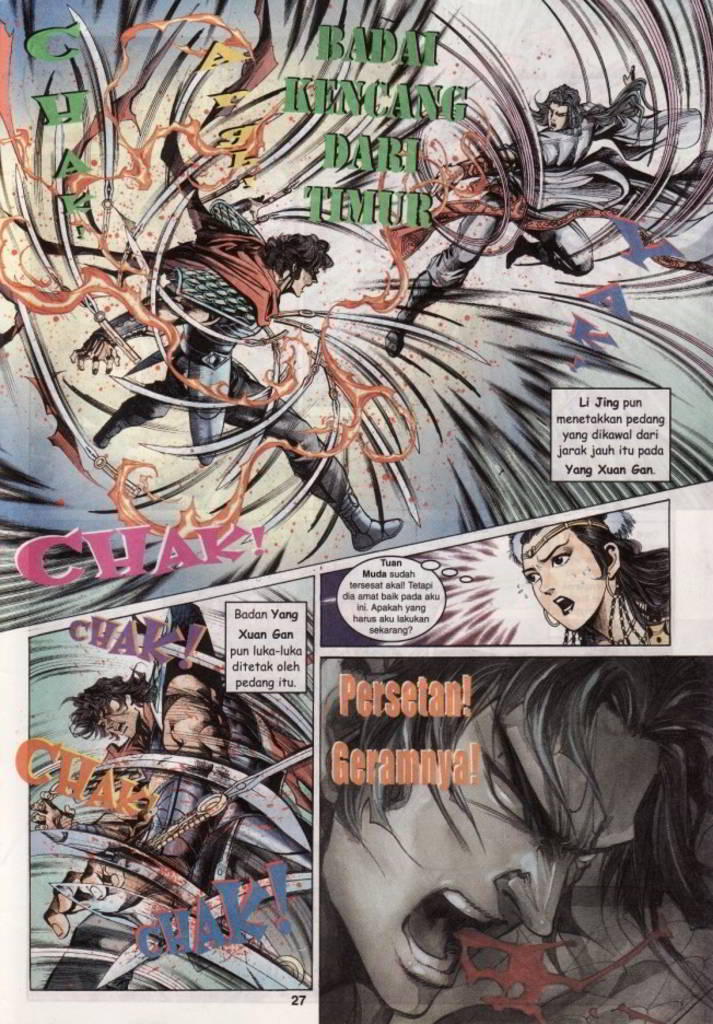 CHAK!
ARGH
BADAI
KENCANG
DARI
TIMUR
YAK!
Li Jing pun
menetakkan pedang
yang dikawal dari
jarak jauh itu pada
Yang Xuan Gan.
CHAK!
Tuan
Muda sudah
tersesat akal! Tetapi
dia amat baik pada aku
ini. Apakah yang
harus aku lakukan
sekarang?
Badan Yang
Xuan Gan
pun luka-luka
ditetak oleh
pedang itu.
CHAK!
CHAK!
CHAK!
Persetan!
Geramnya!
27